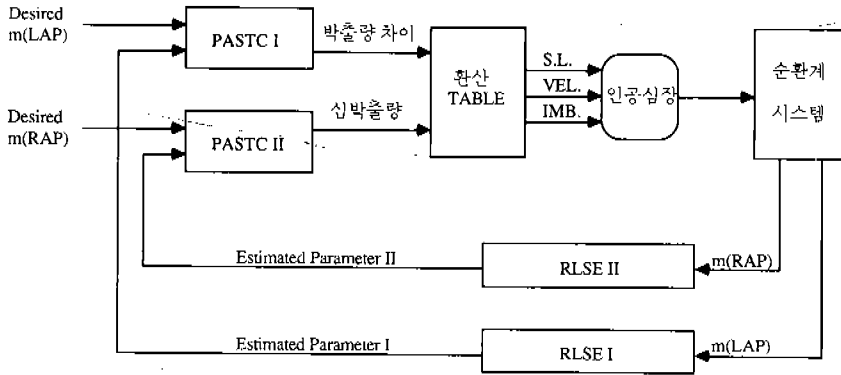 Desired
m(LAP)
PASTC I
박출량 차이
환산
TABLE
S.L.
VEL.
IMB.
인공심장
순환계
시스템
Desired
m(RAP)
PASTC II
심박출량
Estimated Parameter II
RLSE II
m(RAP)
Estimated Parameter I
RLSE I
m(LAP)